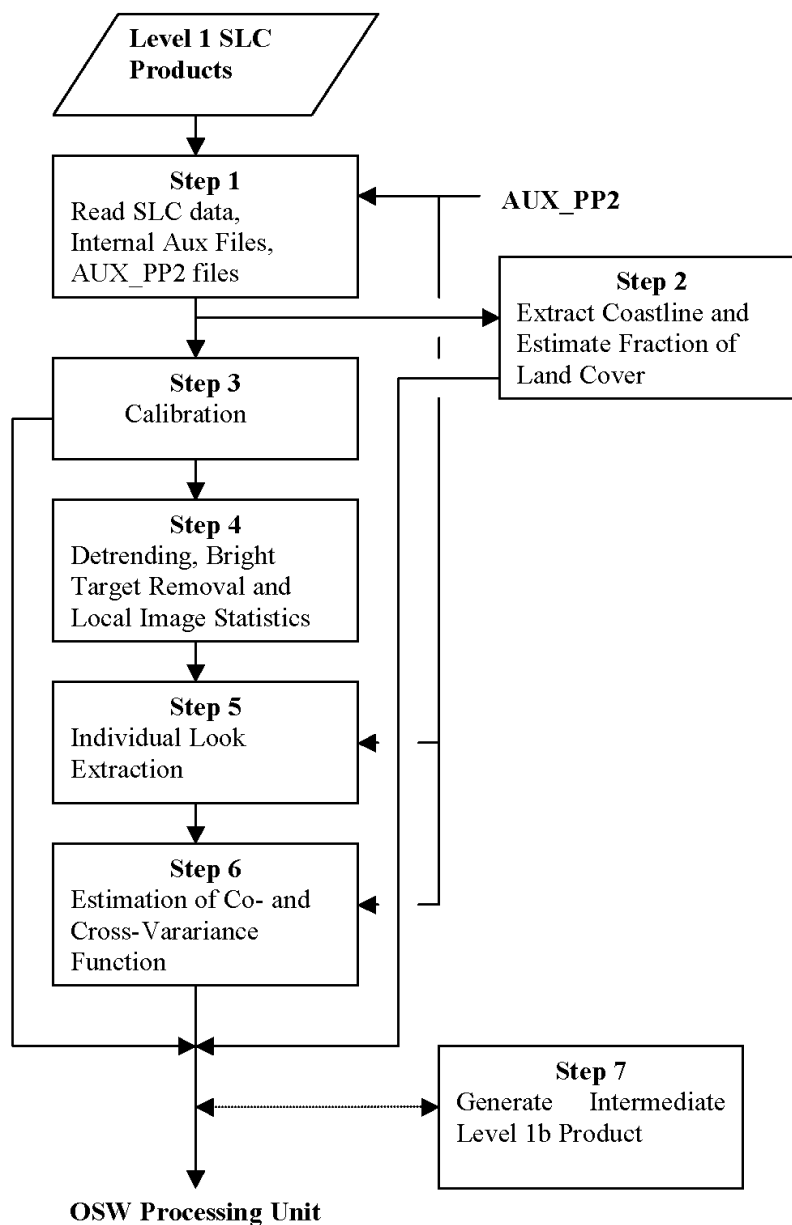 Level 1 SLC
Products
Step 1
Read SLC data,
Internal Aux Files,
AUX_PP2 files
AUX_PP2
Step 2
Extract Coastline and
Estimate Fraction of
Land Cover
Step 3
Calibration
Step 4
Detrending, Bright
Target Removal and
Local Image Statistics
Step 5
Individual Look
Extraction
Step 6
Estimation of Co- and
Cross-Varariance
Function
Step 7
Generate Intermediate
Level 1b Product
OSW Processing Unit